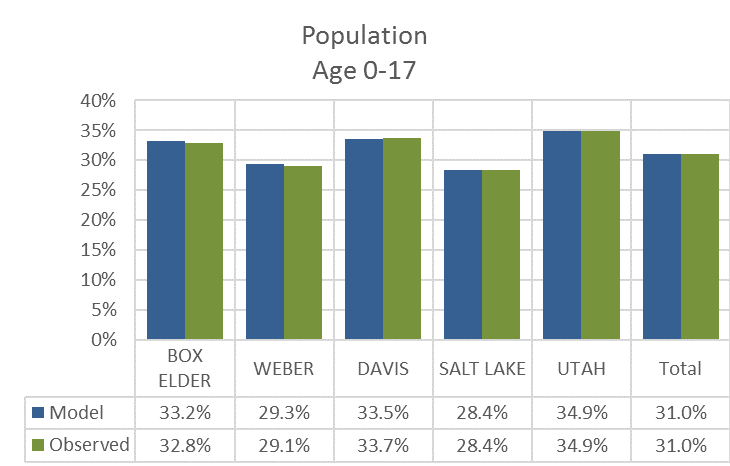 Population
Age 0-17
40%
35%
30%
25%
20%
15%
10%
5%
0%
BOX
ELDER
WEBER
DAVIS
SALT LAKE
UTAH
Total
Model 33.2% 29.3% 33.5% 28.4% 34.9% 31.0%
Observed 32.8% 29.1% 33.7% 28.4% 34.9% 31.0%